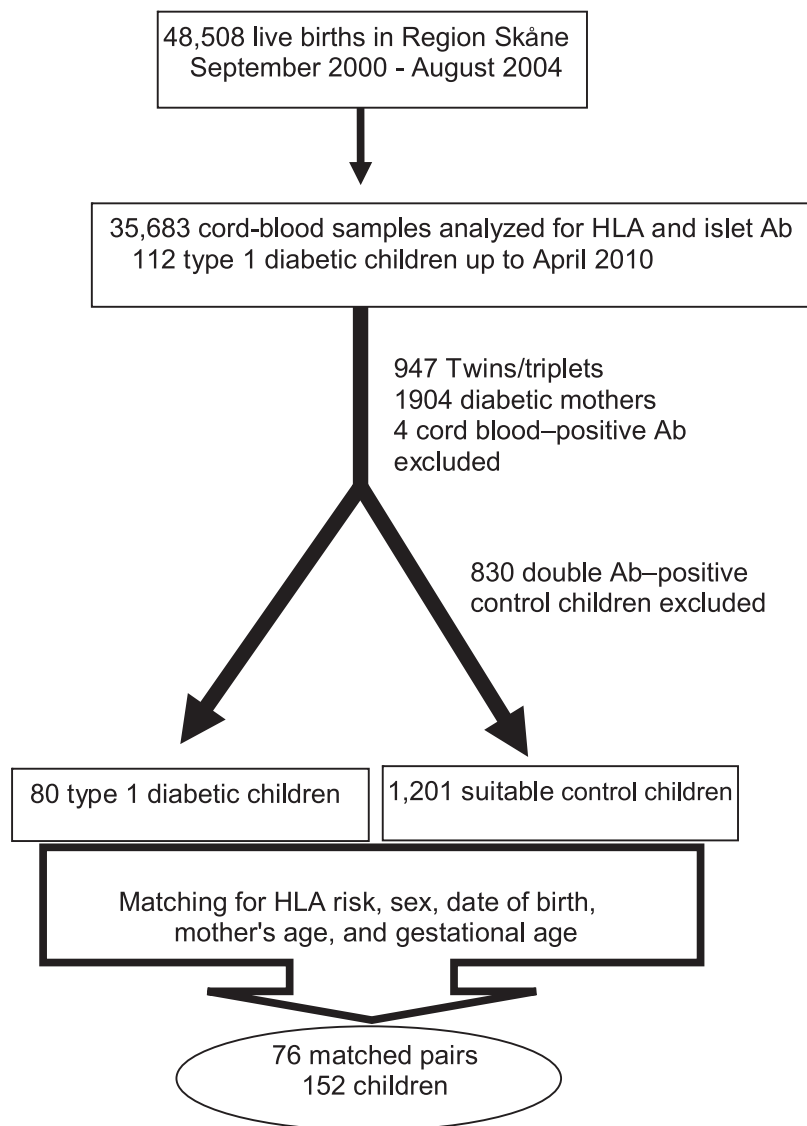 48,508 live births in Region Skåne
September 2000 - August 2004
35,683 cord-blood samples analyzed for HLA and islet Ab
112 type 1 diabetic children up to April 2010
947 Twins/triplets
1904 diabetic mothers
4 cord blood–positive Ab
excluded
830 double Ab–positive
control children excluded
80 type 1 diabetic children
1,201 suitable control children
Matching for HLA risk, sex, date of birth,
mother's age, and gestational age
76 matched pairs
152 children